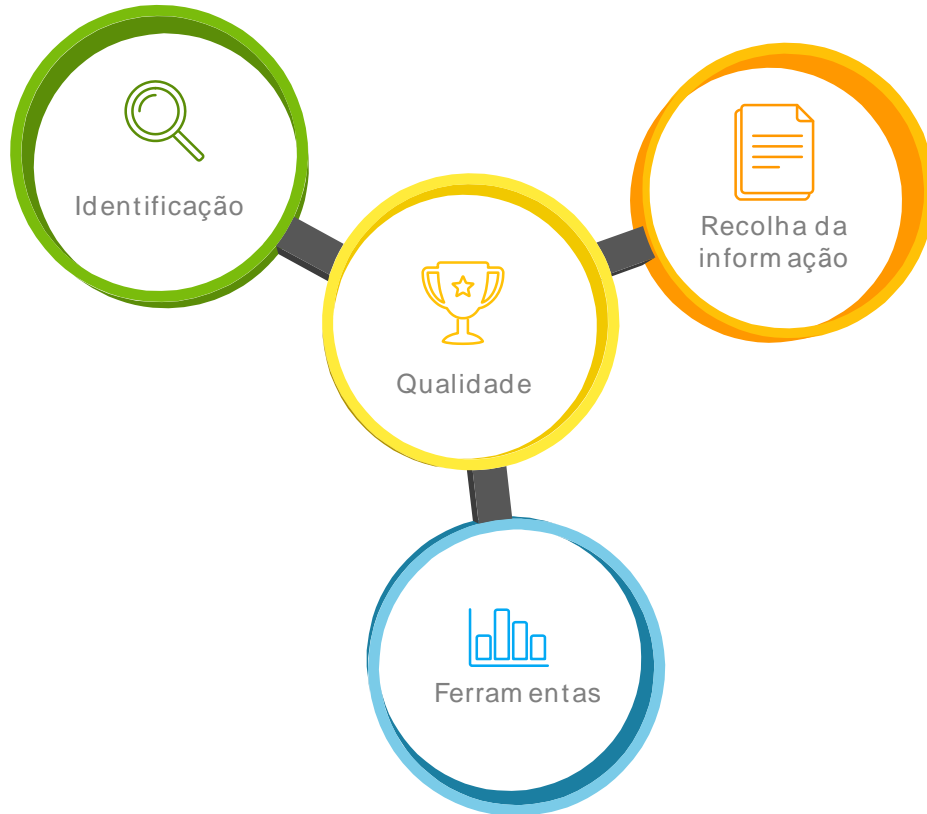 Identificação
Recolha da
informação
Qualidade
Ferramentas